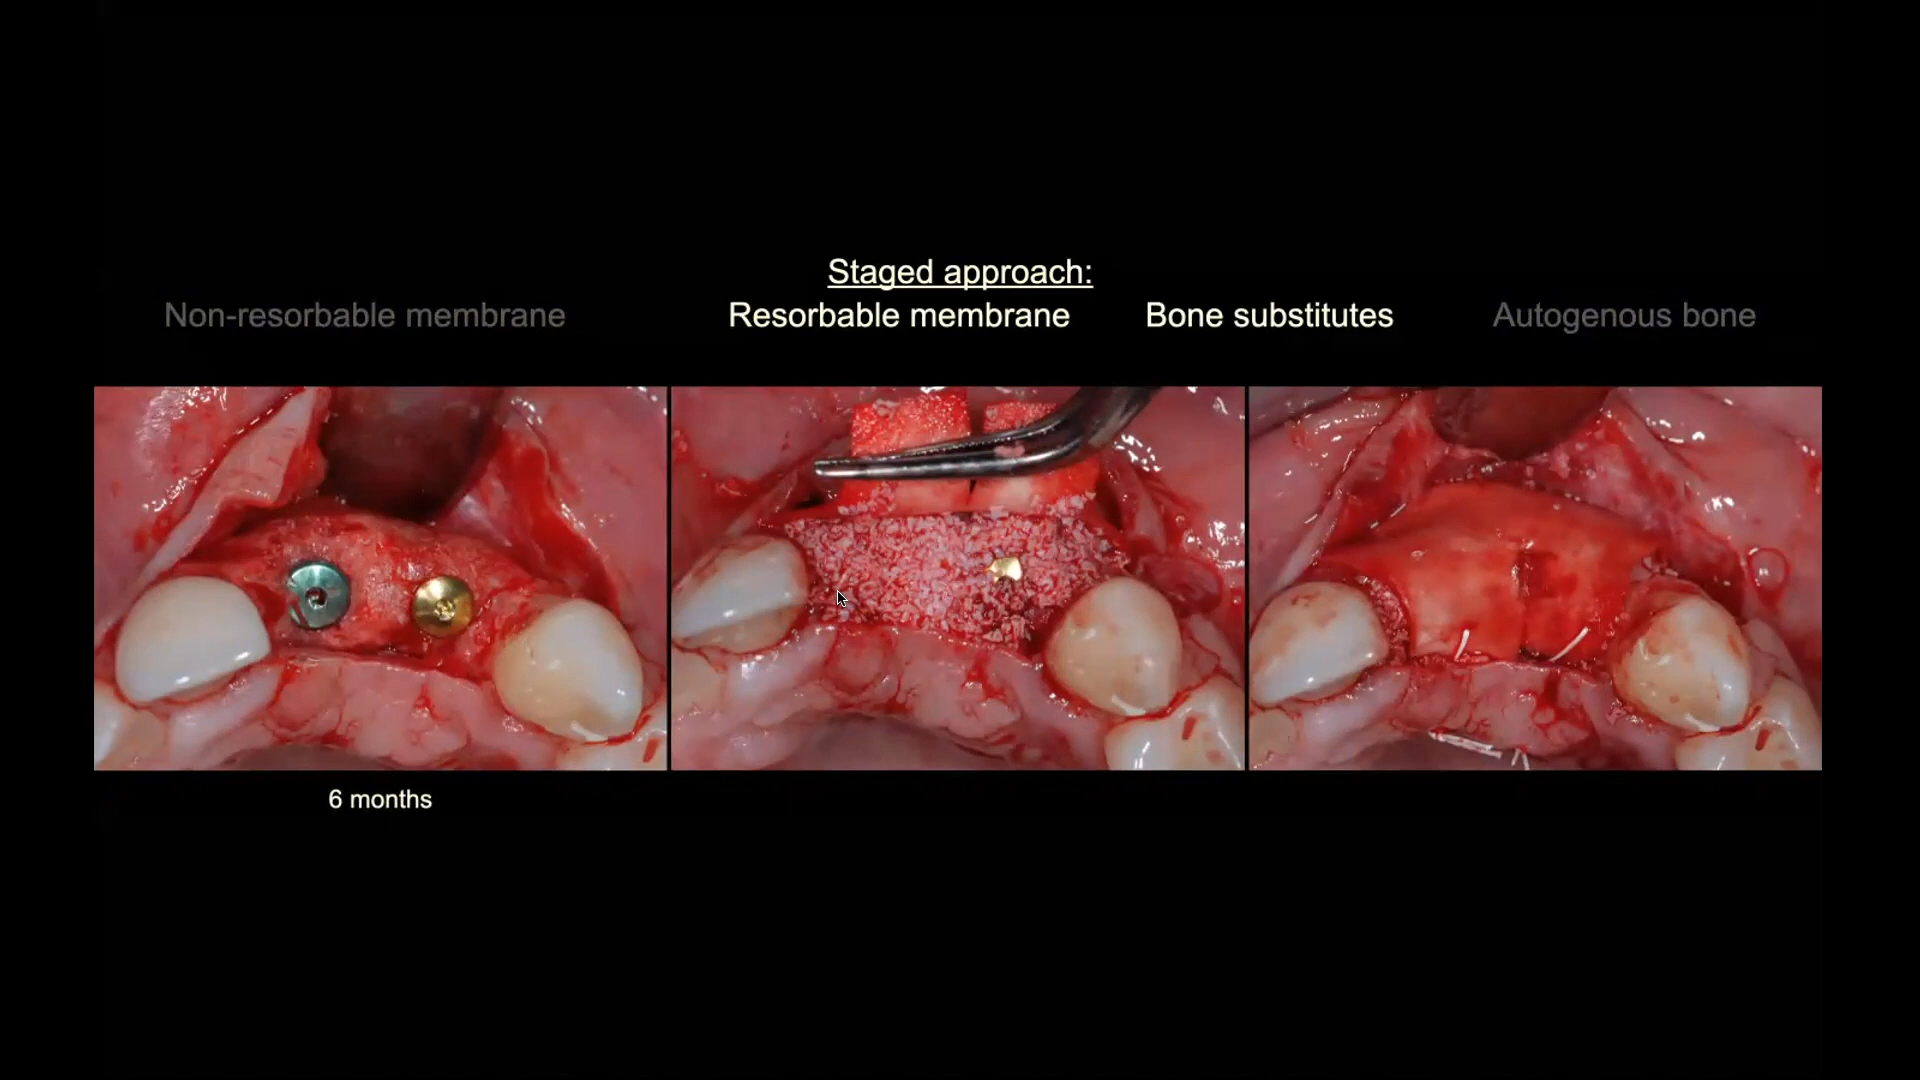 Staged approach:
Non-resorbable membrane Resorbable membrane Bone substitutes Autogenous bone
6 months